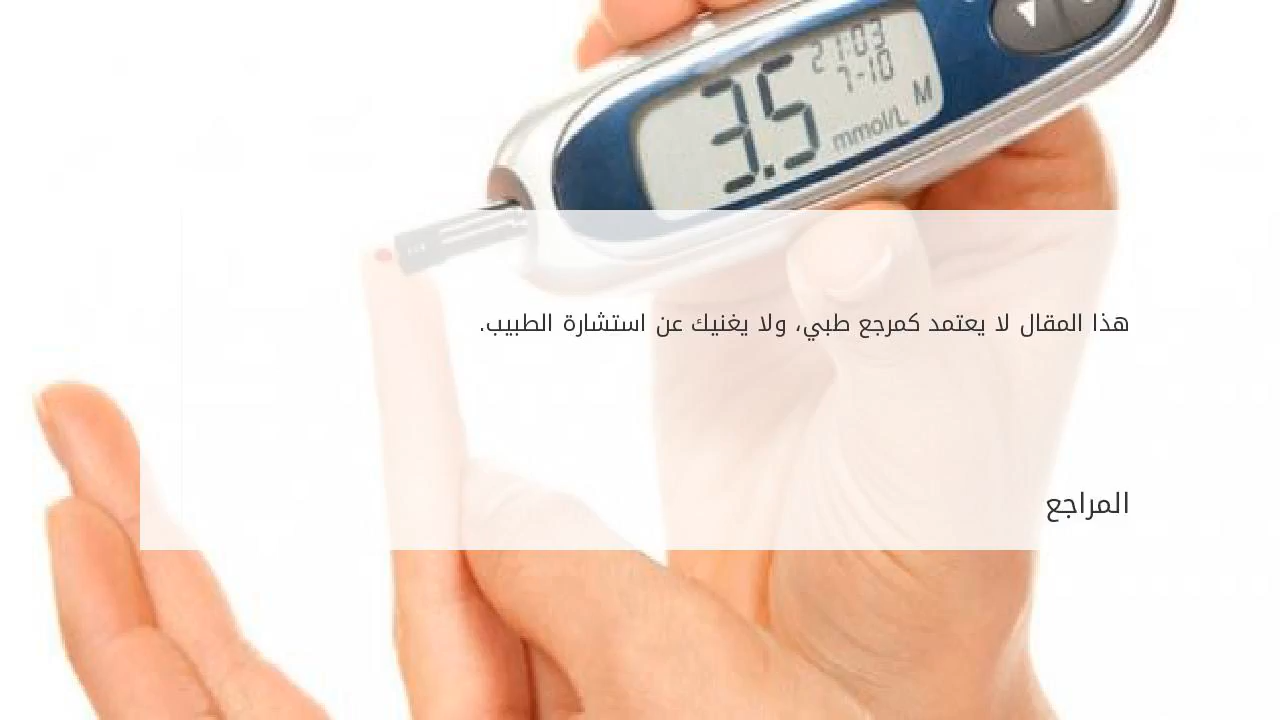 21:03
7-10
3.5
mmol/L
M
هذا المقال لا يعتمد كمرجع طبي، ولا يغنيك عن استشارة الطبيب.
المراجع